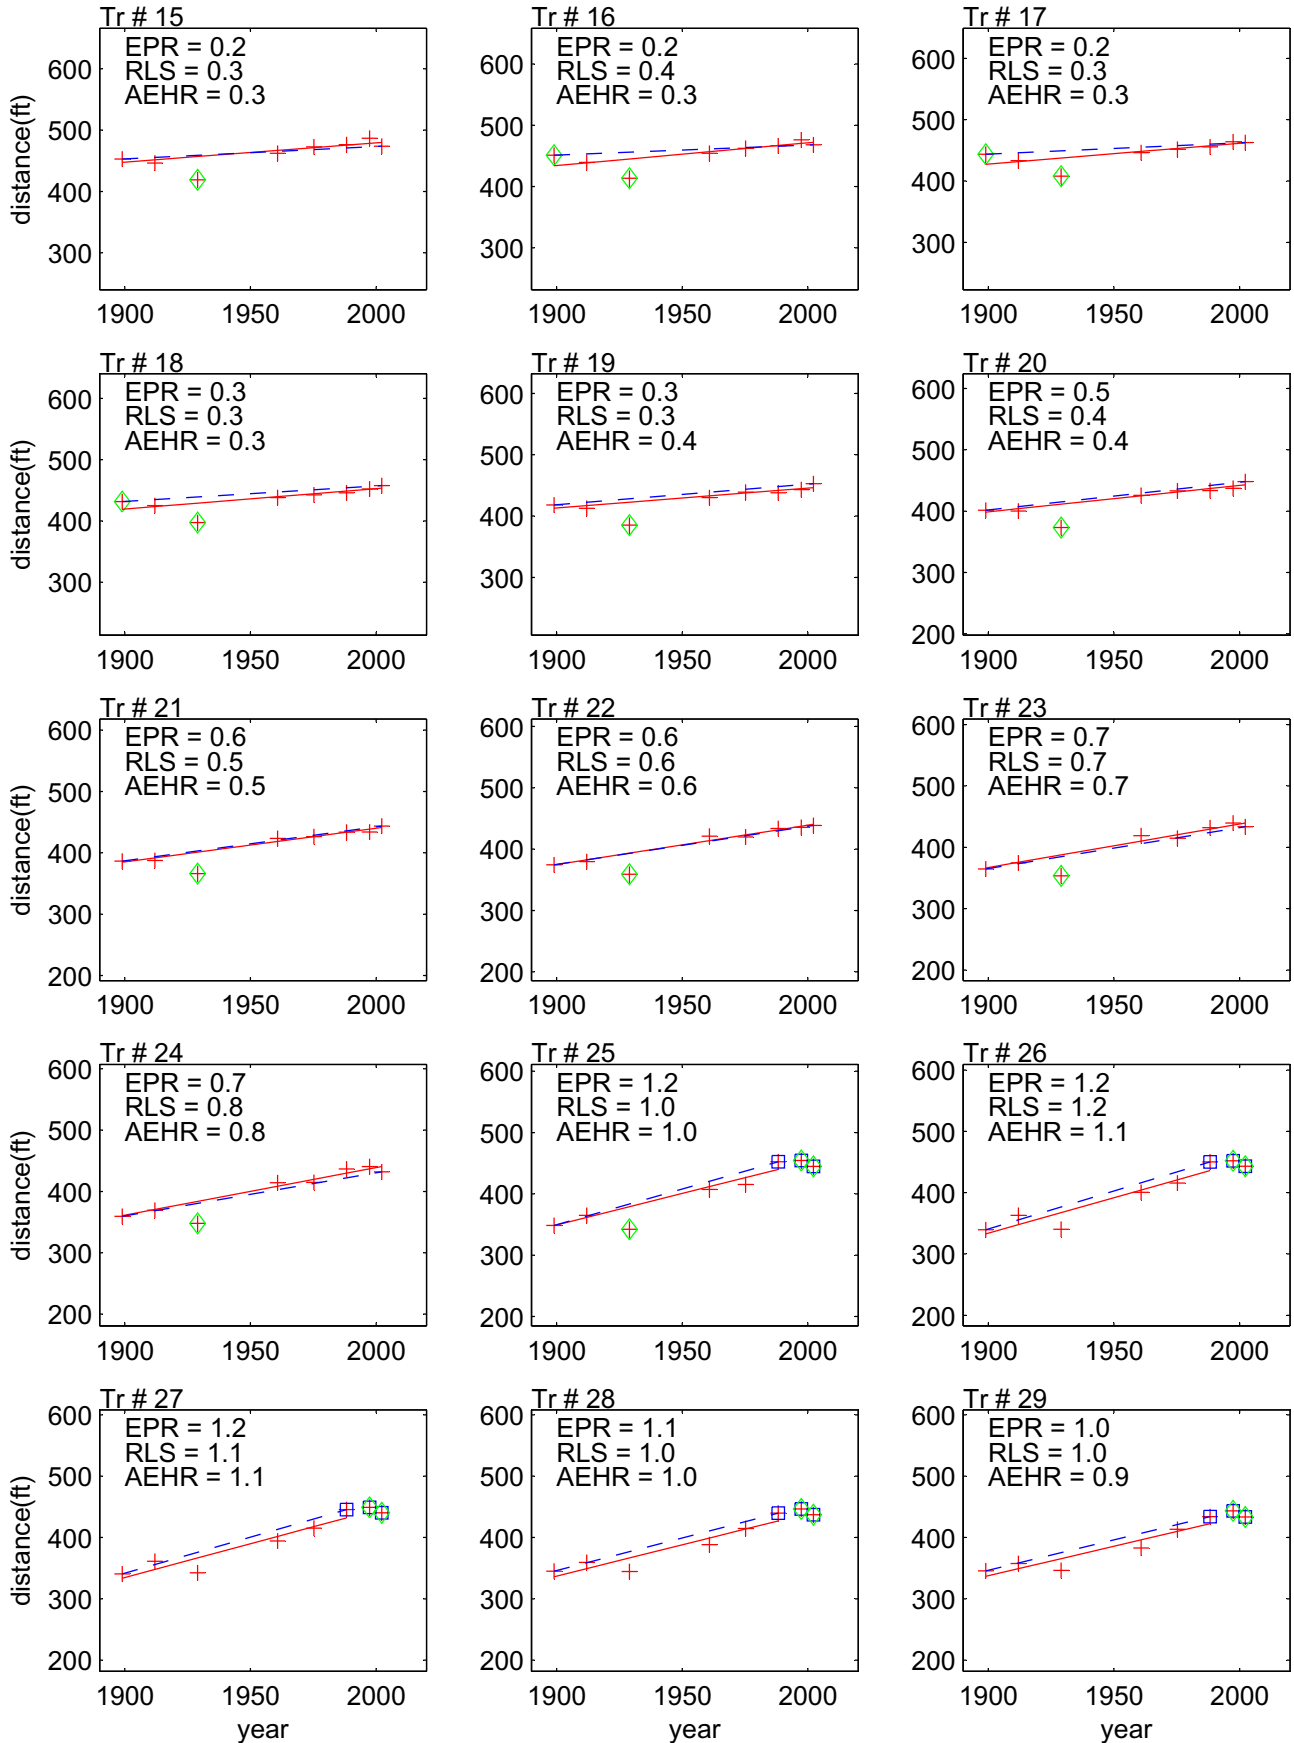 Tr # 15
EPR = 0.2
RLS = 0.3
AEHR = 0.3
600
500
400
300
distance(ft)
1900 1950 2000
Tr # 16
EPR = 0.2
RLS = 0.4
AEHR = 0.3
600
500
400
300
1900 1950 2000
Tr # 17
EPR = 0.2
RLS = 0.3
AEHR = 0.3
600
500
400
300
1900 1950 2000
Tr # 18
EPR = 0.3
RLS = 0.3
AEHR = 0.3
600
500
400
300
distance(ft)
1900 1950 2000
Tr # 19
EPR = 0.3
RLS = 0.3
AEHR = 0.4
600
500
400
300
1900 1950 2000
Tr # 20
EPR = 0.5
RLS = 0.4
AEHR = 0.4
600
500
400
300
200
1900 1950 2000
Tr # 21
EPR = 0.6
RLS = 0.5
AEHR = 0.5
600
500
400
300
200
distance(ft)
1900 1950 2000
Tr # 22
EPR = 0.6
RLS = 0.6
AEHR = 0.6
600
500
400
300
200
1900 1950 2000
Tr # 23
EPR = 0.7
RLS = 0.7
AEHR = 0.7
600
500
400
300
200
1900 1950 2000
Tr # 24
EPR = 0.7
RLS = 0.8
AEHR = 0.8
600
500
400
300
200
distance(ft)
1900 1950 2000
Tr # 25
EPR = 1.2
RLS = 1.0
AEHR = 1.0
600
500
400
300
200
1900 1950 2000
Tr # 26
EPR = 1.2
RLS = 1.2
AEHR = 1.1
600
500
400
300
200
1900 1950 2000
Tr # 27
EPR = 1.2
RLS = 1.1
AEHR = 1.1
600
500
400
300
200
distance(ft)
1900 1950 2000
year
Tr # 28
EPR = 1.1
RLS = 1.0
AEHR = 1.0
600
500
400
300
200
1900 1950 2000
year
Tr # 29
EPR = 1.0
RLS = 1.0
AEHR = 0.9
600
500
400
300
200
1900 1950 2000
year